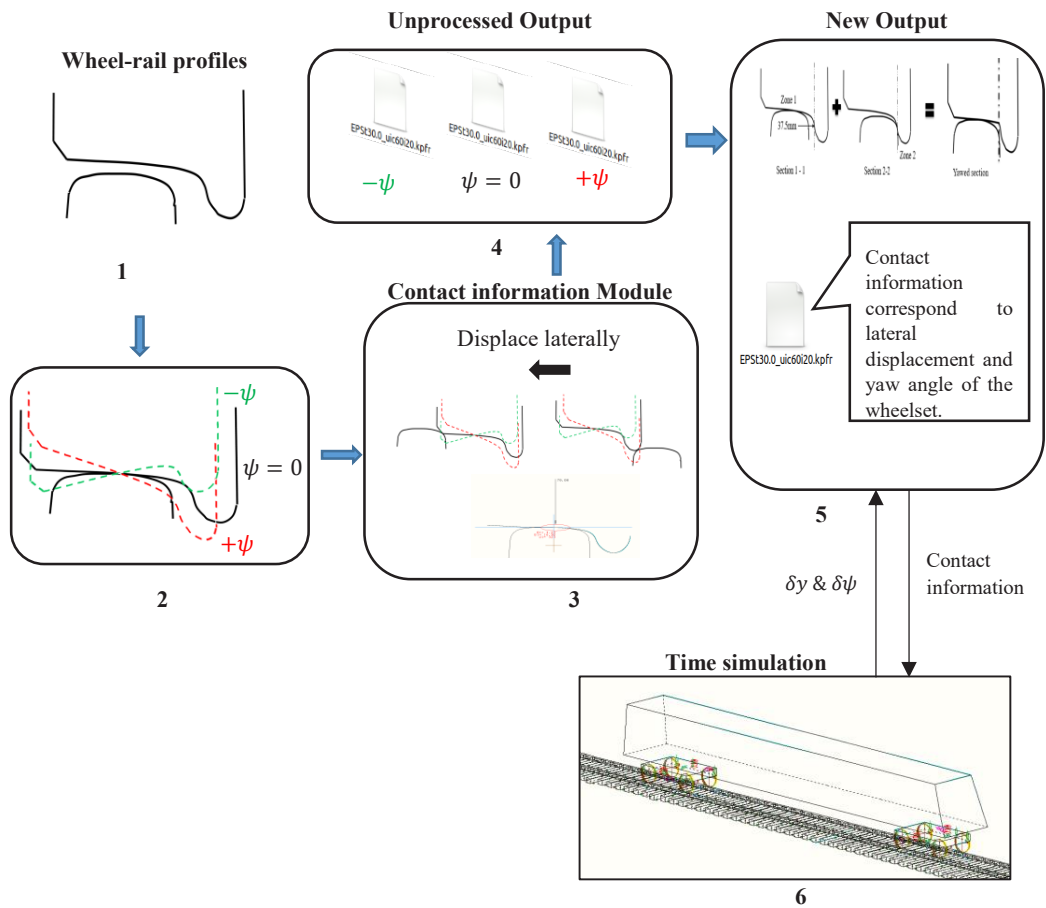 Wheel-rail profiles
1
−ψ
ψ = 0
+ψ
2
Contact information Module
Displace laterally
3
Unprocessed Output
EPSt30.0_uic60i20.kpfr
EPSt30.0_uic60i20.kpfr
EPSt30.0_uic60i20.kpfr
−ψ
ψ = 0
+ψ
4
New Output
Zone 1
37.5mm
Zone 2
Section 1 - 1
Section 2-2
Yawed section
Contact
information
correspond to
lateral
displacement and
yaw angle of the
wheelset.
EPSt30.0_uic60i20.kpfr
5
δy & δψ
Contact
information
Time simulation
6